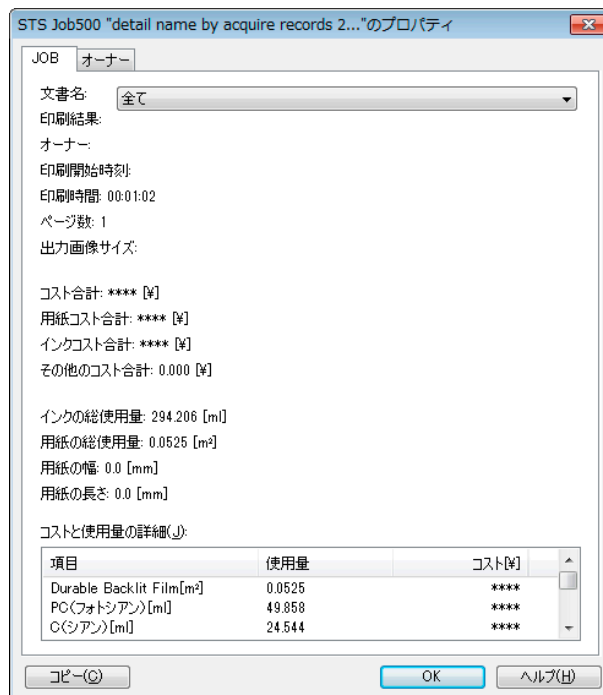 STS Job500 "detail name by acquire records 2..."のプロパティ
JOB オーナー
文書名: 全て
印刷結果:
オーナー:
印刷開始時刻:
印刷時間: 00:01:02
ページ数: 1
出力画像サイズ:
コスト合計: **** [¥]
用紙コスト合計: **** [¥]
インクコスト合計: **** [¥]
その他のコスト合計: 0.000 [¥]
インクの総使用量: 294.206 [ml]
用紙の総使用量: 0.0525 [m²]
用紙の幅: 0.0 [mm]
用紙の長さ: 0.0 [mm]
コストと使用量の詳細(J):
項目 使用量 コスト[¥]
Durable Backlit Film[m²] 0.0525 ****
PC(フォトシアン)[ml] 49.858 ****
C(シアン)[ml] 24.544 ****
コピー(C) OK ヘルプ(H)